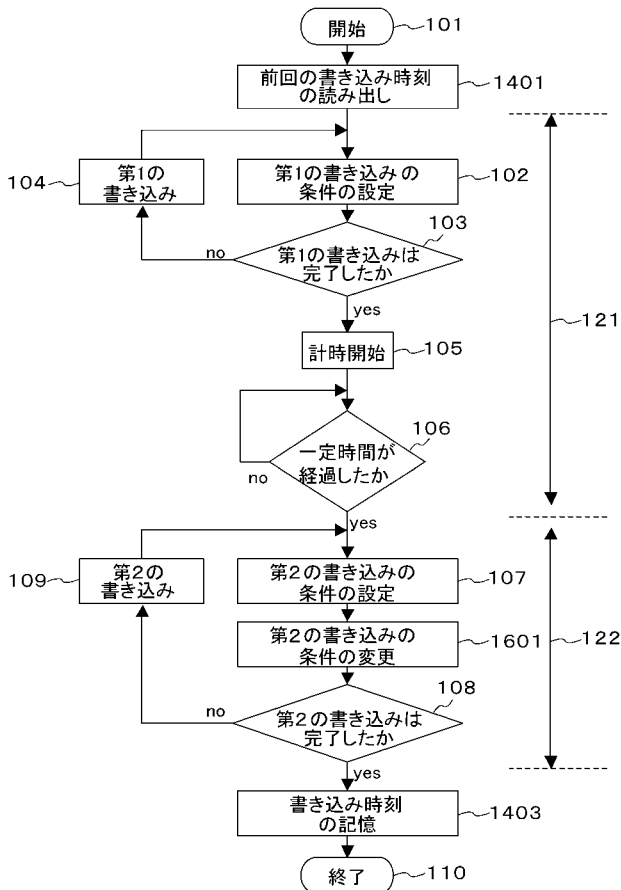 開始
101
前回の書き込み時刻
の読み出し
1401
第1の
書き込み
104
第1の書き込み の
条件の設定
102
103
第1の書き込みは
完了したか
no
yes
計時開始
105
121
106
一定時間が
経過したか
no
yes
第2の
書き込み
109
第2の書き込みの
条件の設定
107
第2の書き込みの
条件の変更
1601
122
108
第2の書き込みは
完了したか
no
yes
書き込み時刻
の記憶
1403
終了
110